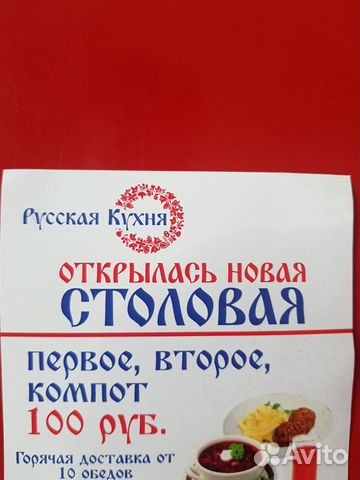 Русская Кухня
ОТКРЫЛАСЬ НОВАЯ
СТОЛОВАЯ
ПЕРВОЕ, ВТОРОЕ,
КОМПОТ
100 РУБ.
Горячая доставка от
10 обедов
Avito